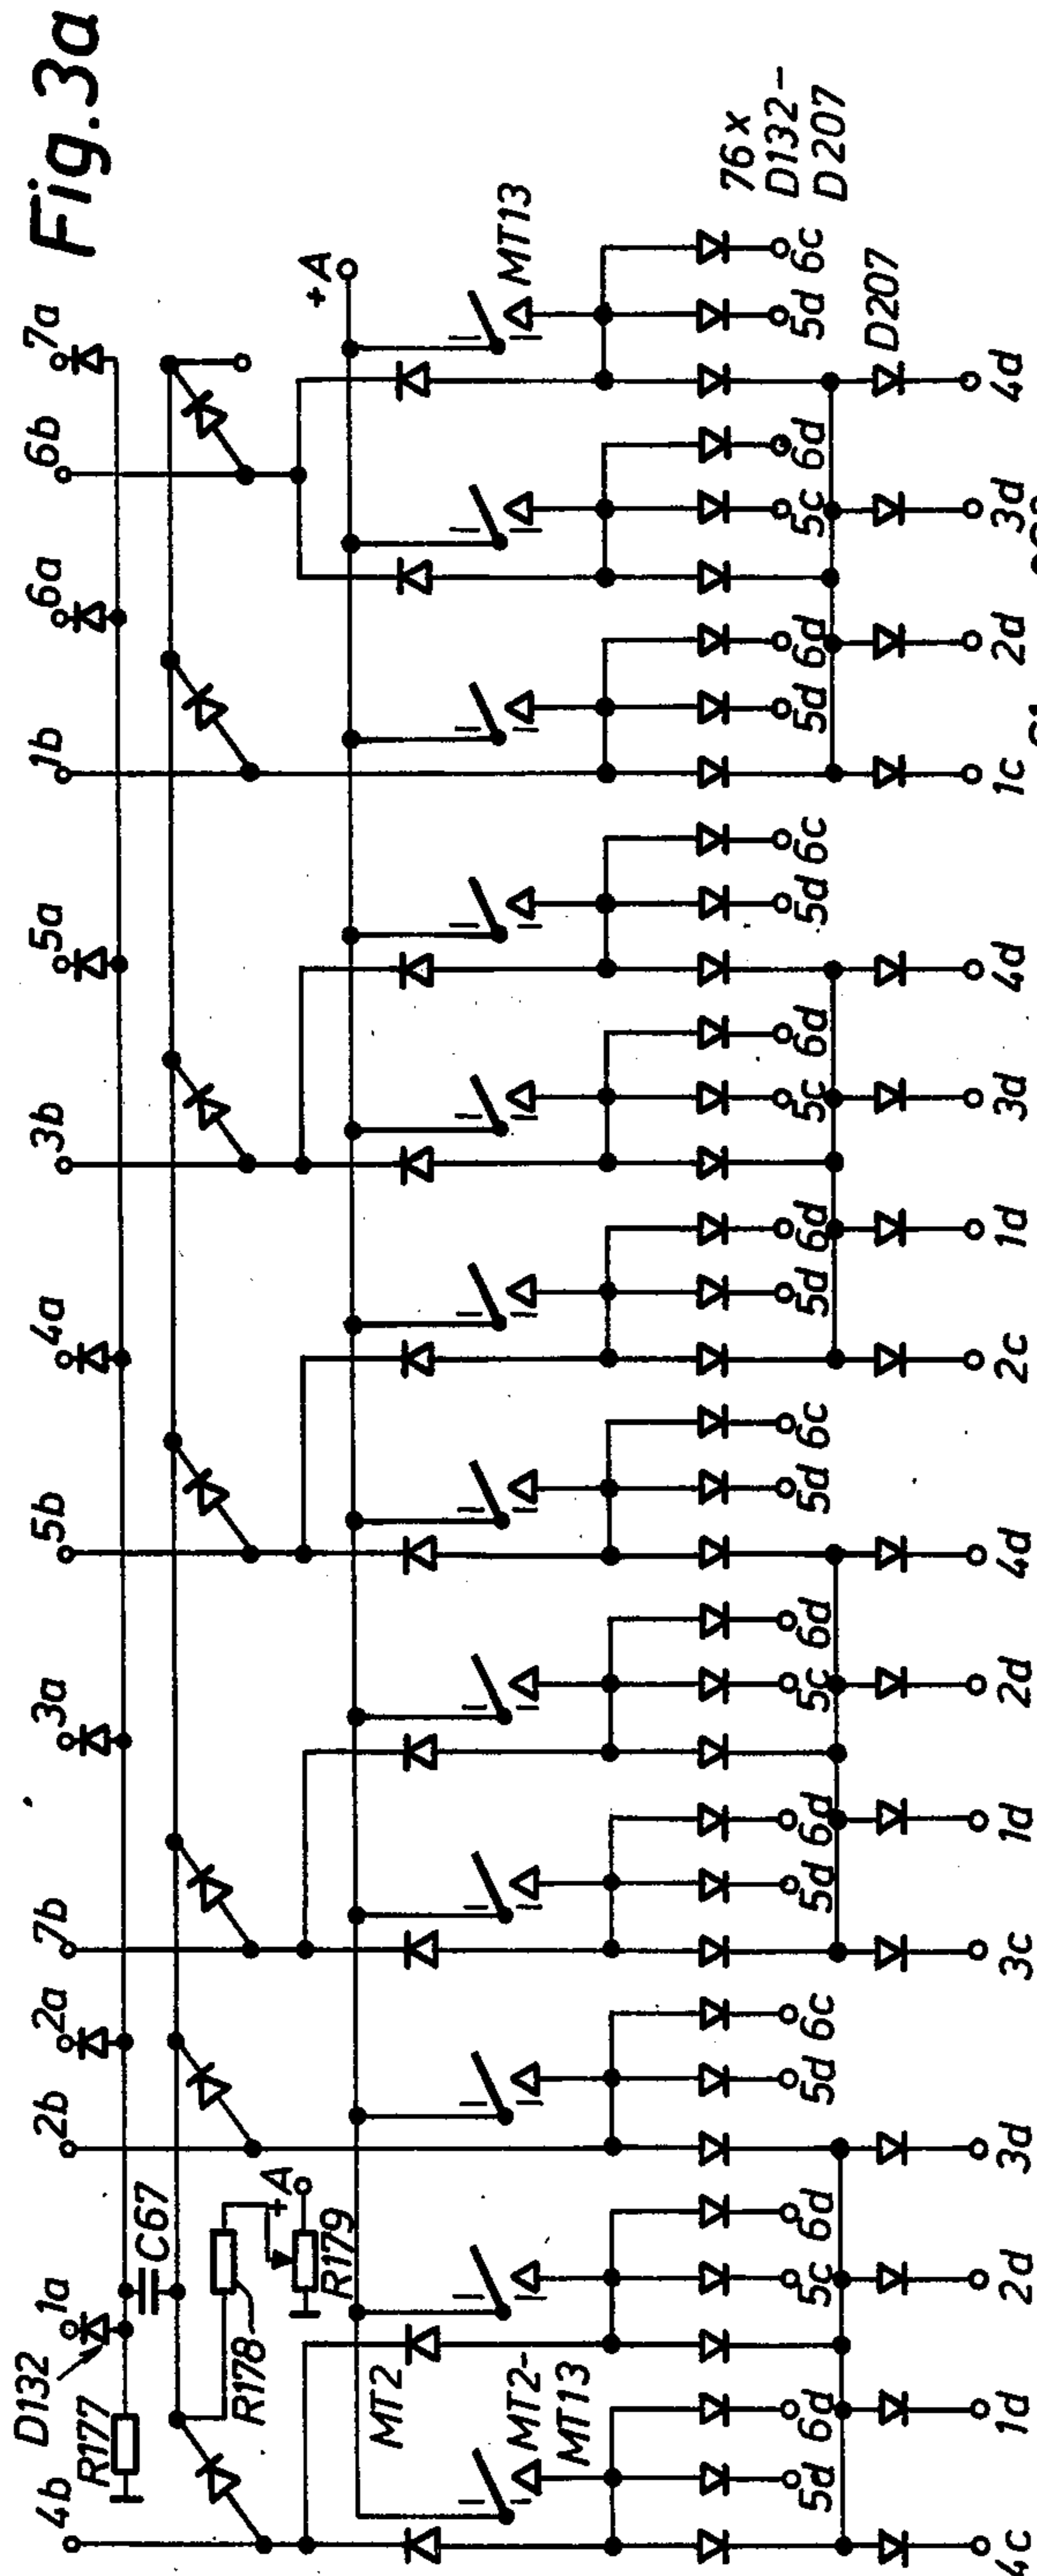 Fig.3a
4b D132 1a 2b 2a 7b 3a 5b 4a 3b 5a 1b 6a 6b 7a
R177
C67
R178
+A
R179
+A
MT2
MT2-
MT13
MT13
76x
D132-
D207
5d 6d 5c 6d 5d 6c 5d 6d 5c 6d 5d 6c 5d 6d 5c 6d 5d 6c 5d 6d 5c 6d 5d 6c
D207
4c 1d 2d 3d 3c 1d 2d 4d 2c 1d 3d 4d 1c 2d 3d 4d